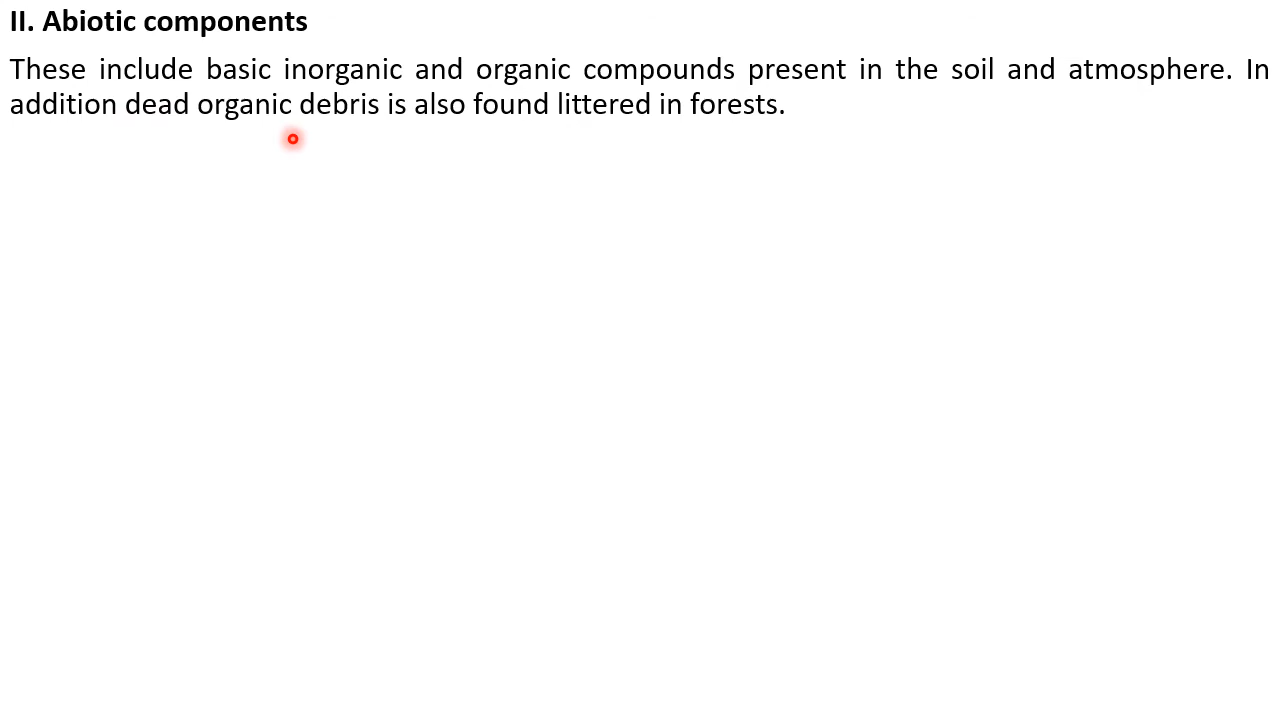 II. Abiotic components
These include basic inorganic and organic compounds present in the soil and atmosphere. In
addition dead organic debris is also found littered in forests.